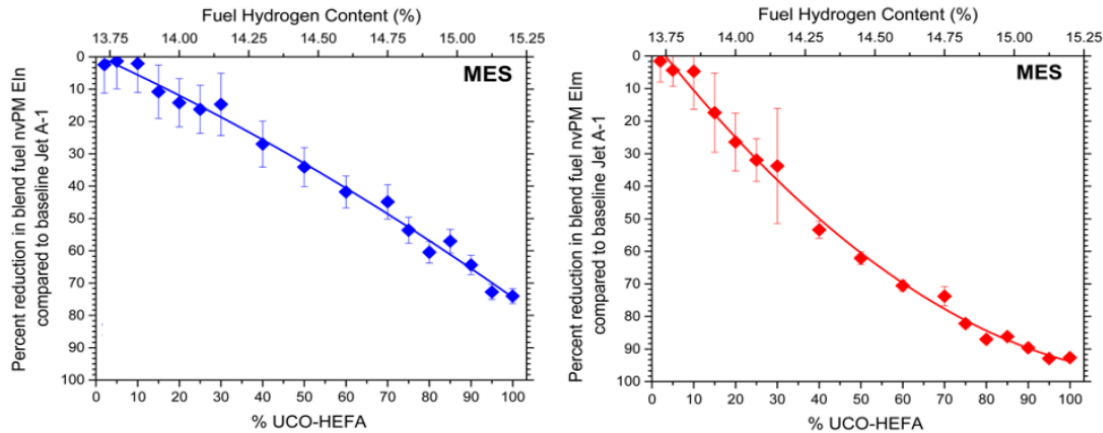 Fuel Hydrogen Content (%)
13.75 14.00 14.25 14.50 14.75 15.00 15.25
MES
0
10
20
30
40
50
60
70
80
90
100
Percent reduction in blend fuel nvPM EIn
compared to baseline Jet A-1
0 10 20 30 40 50 60 70 80 90 100
% UCO-HEFA
Fuel Hydrogen Content (%)
13.75 14.00 14.25 14.50 14.75 15.00 15.25
MES
0
10
20
30
40
50
60
70
80
90
100
Percent reduction in blend fuel nvPM EIm
compared to baseline Jet A-1
0 10 20 30 40 50 60 70 80 90 100
% UCO-HEFA